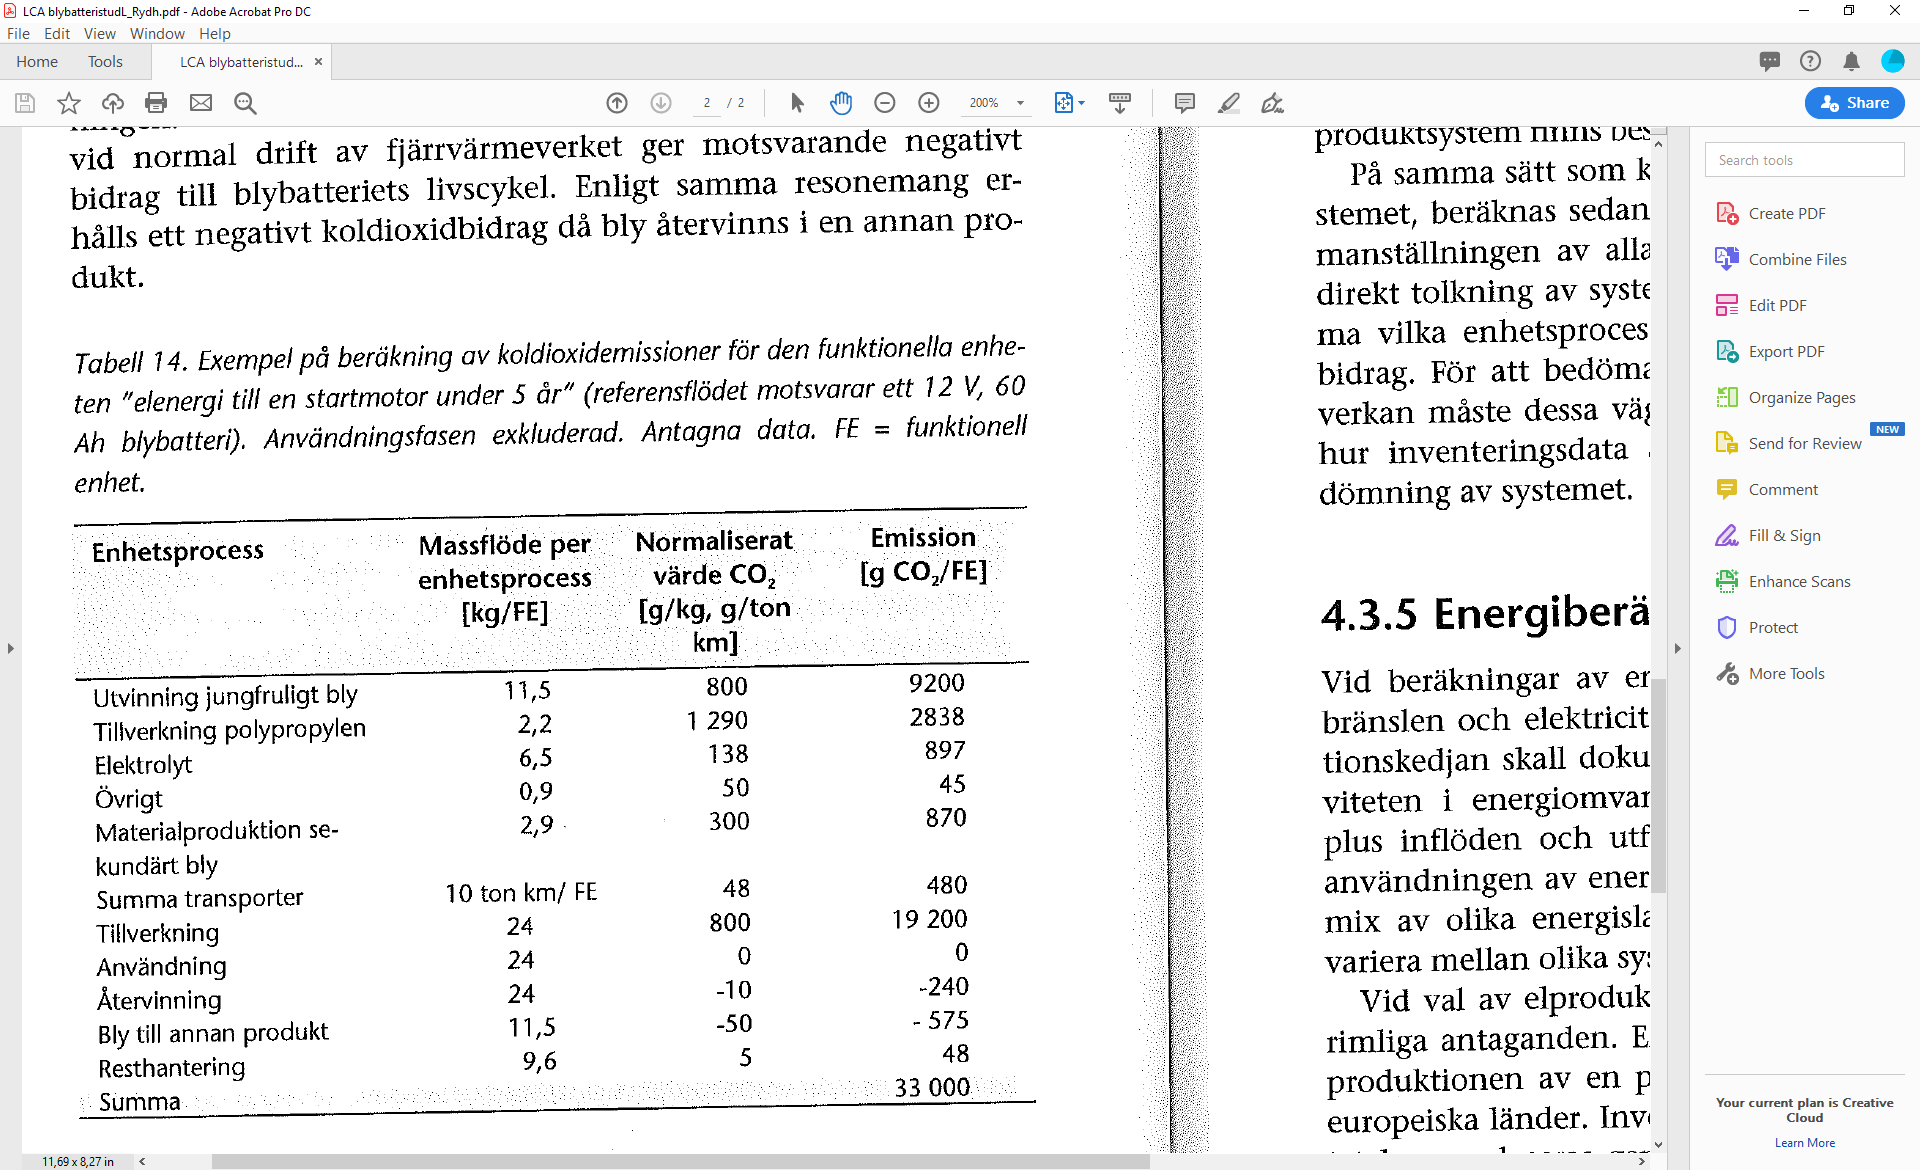 LCA blybatteristudL_Rydh.pdf - Adobe Acrobat Pro DC
File Edit View Window Help
Home Tools LCA blybatteristud... ×
2 / 2 200% Share
vid normal drift av fjärrvärmeverket ger motsvarande negativt
bidrag till blybatteriets livscykel. Enligt samma resonemang er-
hålls ett negativt koldioxidbidrag då bly återvinns i en annan pro-
dukt.
Tabell 14. Exempel på beräkning av koldioxidemissioner för den funktionella enhe-
ten "elenergi till en startmotor under 5 år" (referensflödet motsvarar ett 12 V, 60
Ah blybatteri). Användningsfasen exkluderad. Antagna data. FE = funktionell
enhet.
Enhetsprocess Massflöde per Normaliserat Emission
enhetsprocess värde CO₂ [g CO₂/FE]
[kg/FE] [g/kg, g/ton
km]
Utvinning jungfruligt bly 11,5 800 9200
Tillverkning polypropylen 2,2 1 290 2838
Elektrolyt 6,5 138 897
Övrigt 0,9 50 45
Materialproduktion se- 2,9 300 870
kundärt bly
Summa transporter 10 ton km/ FE 48 480
Tillverkning 24 800 19 200
Användning 24 0 0
Återvinning 24 -10 -240
Bly till annan produkt 11,5 -50 - 575
Resthantering 9,6 5 48
Summa 33 000
produktsystem finns bes
På samma sätt som k
stemet, beräknas sedan
manställningen av alla
direkt tolkning av syste
ma vilka enhetsproces
bidrag. För att bedöma
verkan måste dessa väg
hur inventeringsdata
dömning av systemet.
4.3.5 Energiberä
Vid beräkningar av er
bränslen och elektricit
tionskedjan skall doku
viteten i energiomvar
plus inflöden och utf
användningen av ener
mix av olika energisla
variera mellan olika sys
Vid val av elproduk
rimliga antaganden. E
produktionen av en p
europeiska länder. Inve
Search tools
Create PDF
Combine Files
Edit PDF
Export PDF
Organize Pages
NEW
Send for Review
Comment
Fill & Sign
Enhance Scans
Protect
More Tools
Your current plan is Creative
Cloud
Learn More
11,69 x 8,27 in